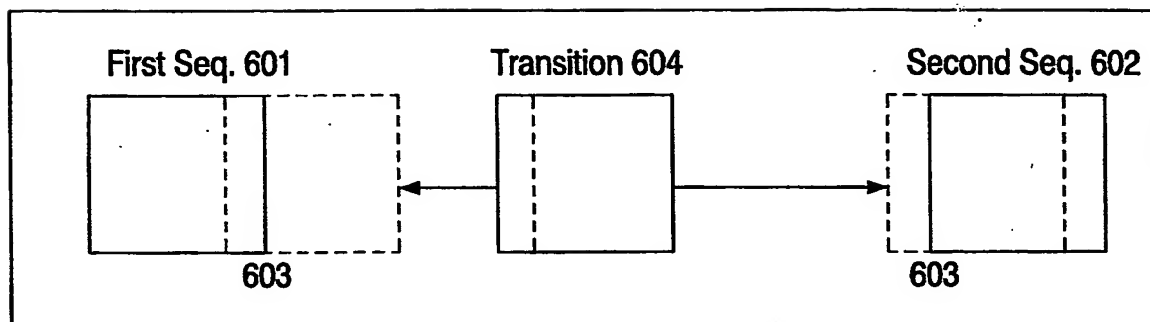 First Seq. 601
Transition 604
Second Seq. 602
603
603